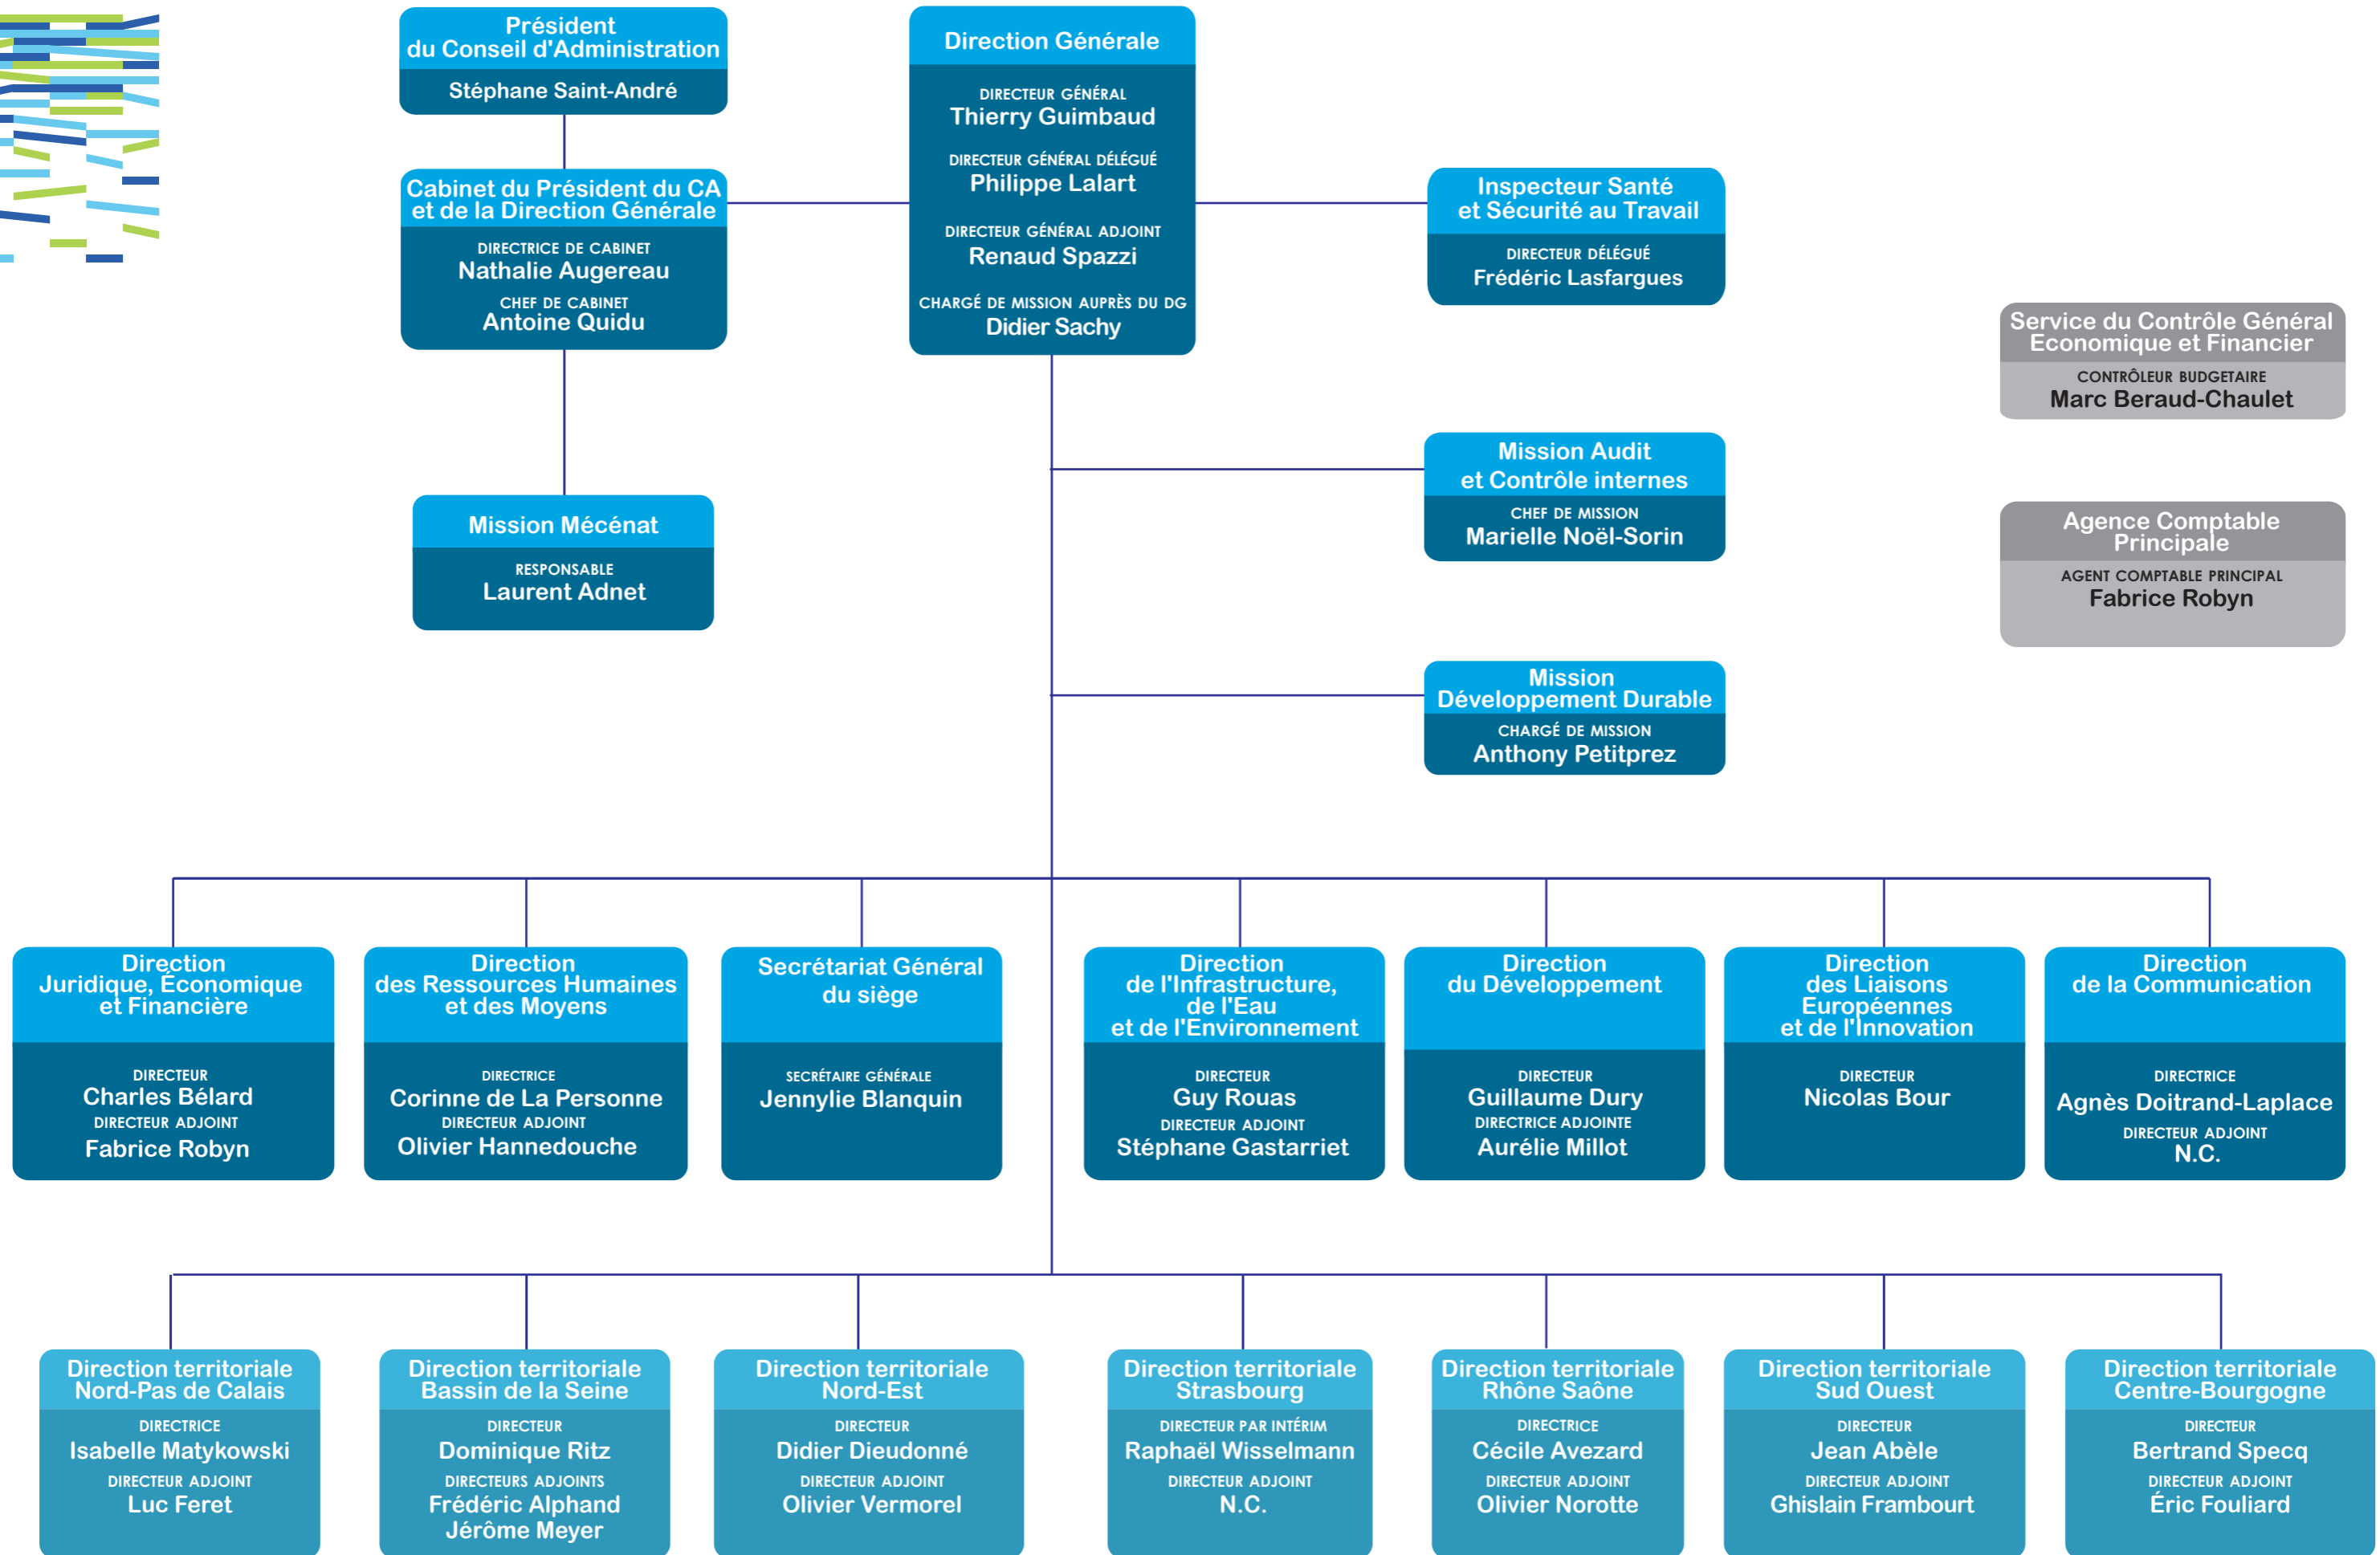 Président
du Conseil d'Administration
Stéphane Saint-André
Direction Générale
DIRECTEUR GÉNÉRAL
Thierry Guimbaud
DIRECTEUR GÉNÉRAL DÉLÉGUÉ
Philippe Lalart
DIRECTEUR GÉNÉRAL ADJOINT
Renaud Spazzi
CHARGÉ DE MISSION AUPRÈS DU DG
Didier Sachy
Cabinet du Président du CA
et de la Direction Générale
DIRECTRICE DE CABINET
Nathalie Augereau
CHEF DE CABINET
Antoine Quidu
Inspecteur Santé
et Sécurité au Travail
DIRECTEUR DÉLÉGUÉ
Frédéric Lasfargues
Service du Contrôle Général
Economique et Financier
CONTRÔLEUR BUDGETAIRE
Marc Beraud-Chaulet
Mission Audit
et Contrôle internes
CHEF DE MISSION
Marielle Noël-Sorin
Mission Mécénat
RESPONSABLE
Laurent Adnet
Agence Comptable
Principale
AGENT COMPTABLE PRINCIPAL
Fabrice Robyn
Mission
Développement Durable
CHARGÉ DE MISSION
Anthony Petitprez
Direction
Juridique, Économique
et Financière
DIRECTEUR
Charles Bélard
DIRECTEUR ADJOINT
Fabrice Robyn
Direction
des Ressources Humaines
et des Moyens
DIRECTRICE
Corinne de La Personne
DIRECTEUR ADJOINT
Olivier Hannedouche
Secrétariat Général
du siège
SECRÉTAIRE GÉNÉRALE
Jennylie Blanquin
Direction
de l'Infrastructure,
de l'Eau
et de l'Environnement
DIRECTEUR
Guy Rouas
DIRECTEUR ADJOINT
Stéphane Gastarriet
Direction
du Développement
DIRECTEUR
Guillaume Dury
DIRECTRICE ADJOINTE
Aurélie Millot
Direction
des Liaisons
Européennes
et de l'Innovation
DIRECTEUR
Nicolas Bour
Direction
de la Communication
DIRECTRICE
Agnès Doitrand-Laplace
DIRECTEUR ADJOINT
N.C.
Direction territoriale
Nord-Pas de Calais
DIRECTRICE
Isabelle Matykowski
DIRECTEUR ADJOINT
Luc Feret
Direction territoriale
Bassin de la Seine
DIRECTEUR
Dominique Ritz
DIRECTEURS ADJOINTS
Frédéric Alphand
Jérôme Meyer
Direction territoriale
Nord-Est
DIRECTEUR
Didier Dieudonné
DIRECTEUR ADJOINT
Olivier Vermorel
Direction territoriale
Strasbourg
DIRECTEUR PAR INTÉRIM
Raphaël Wisselmann
DIRECTEUR ADJOINT
N.C.
Direction territoriale
Rhône Saône
DIRECTRICE
Cécile Avezard
DIRECTEUR ADJOINT
Olivier Norotte
Direction territoriale
Sud Ouest
DIRECTEUR
Jean Abèle
DIRECTEUR ADJOINT
Ghislain Frambourt
Direction territoriale
Centre-Bourgogne
DIRECTEUR
Bertrand Specq
DIRECTEUR ADJOINT
Éric Fouliard